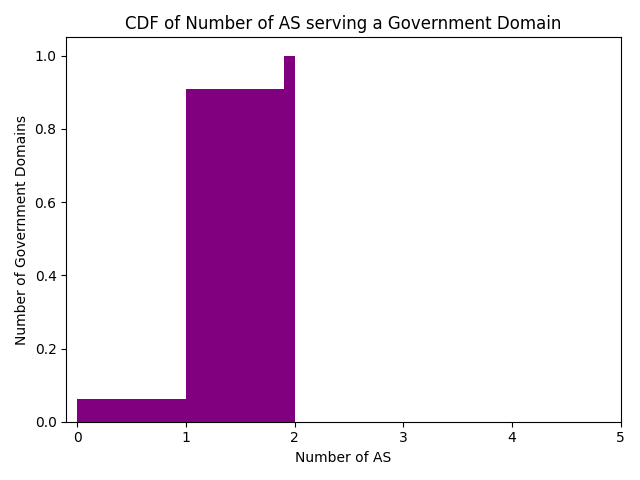 CDF of Number of AS serving a Government Domain
Number of Government Domains
1.0
0.8
0.6
0.4
0.2
0.0
0 1 2 3 4 5
Number of AS